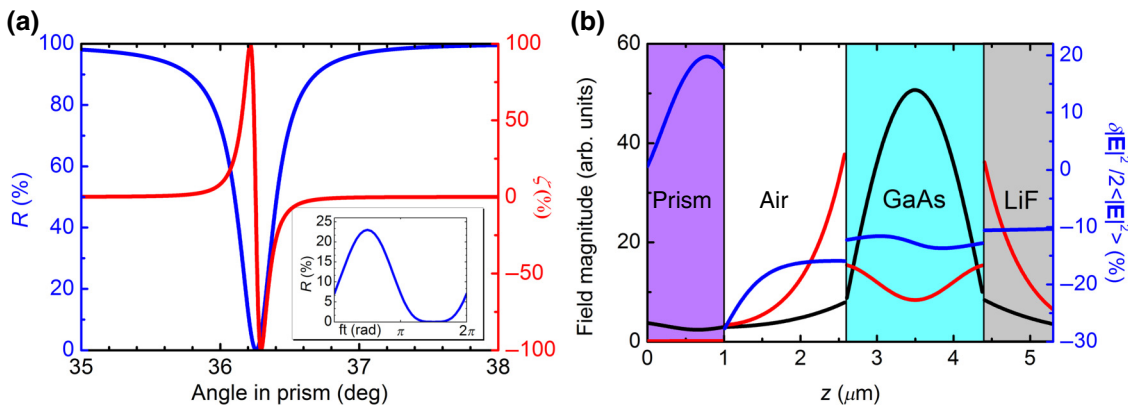 (a)
100
80
60
40
20
0
R (%)
100
50
0
−50
−100
ζ (%)
35
36
37
38
Angle in prism (deg)
25
20
15
10
5
0
R (%)
ft (rad)
π
2π
(b)
60
40
20
0
Field magnitude (arb. units)
Prism
Air
GaAs
LiF
20
10
0
−10
−20
−30
δ|E|² /2<|E|²> (%)
0
1
2
3
4
5
z (μm)